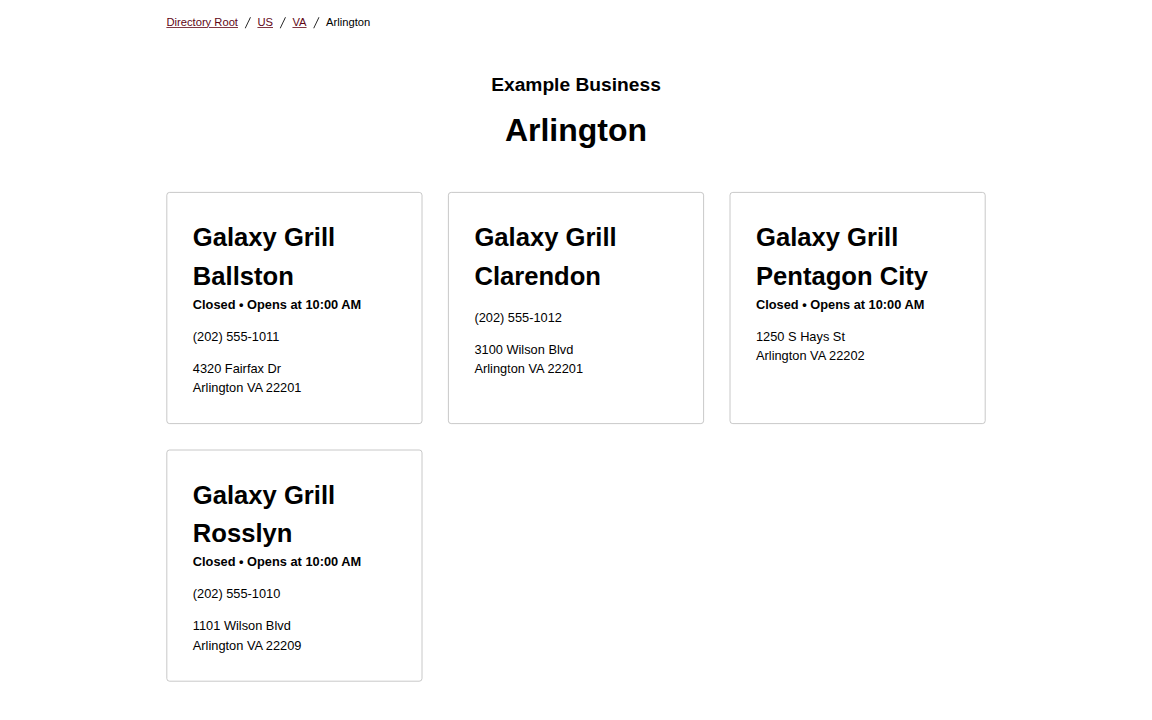 Directory Root / US / VA / Arlington
Example Business
Arlington
Galaxy Grill
Ballston
Closed • Opens at 10:00 AM
(202) 555-1011
4320 Fairfax Dr
Arlington VA 22201
Galaxy Grill
Clarendon
(202) 555-1012
3100 Wilson Blvd
Arlington VA 22201
Galaxy Grill
Pentagon City
Closed • Opens at 10:00 AM
1250 S Hays St
Arlington VA 22202
Galaxy Grill
Rosslyn
Closed • Opens at 10:00 AM
(202) 555-1010
1101 Wilson Blvd
Arlington VA 22209